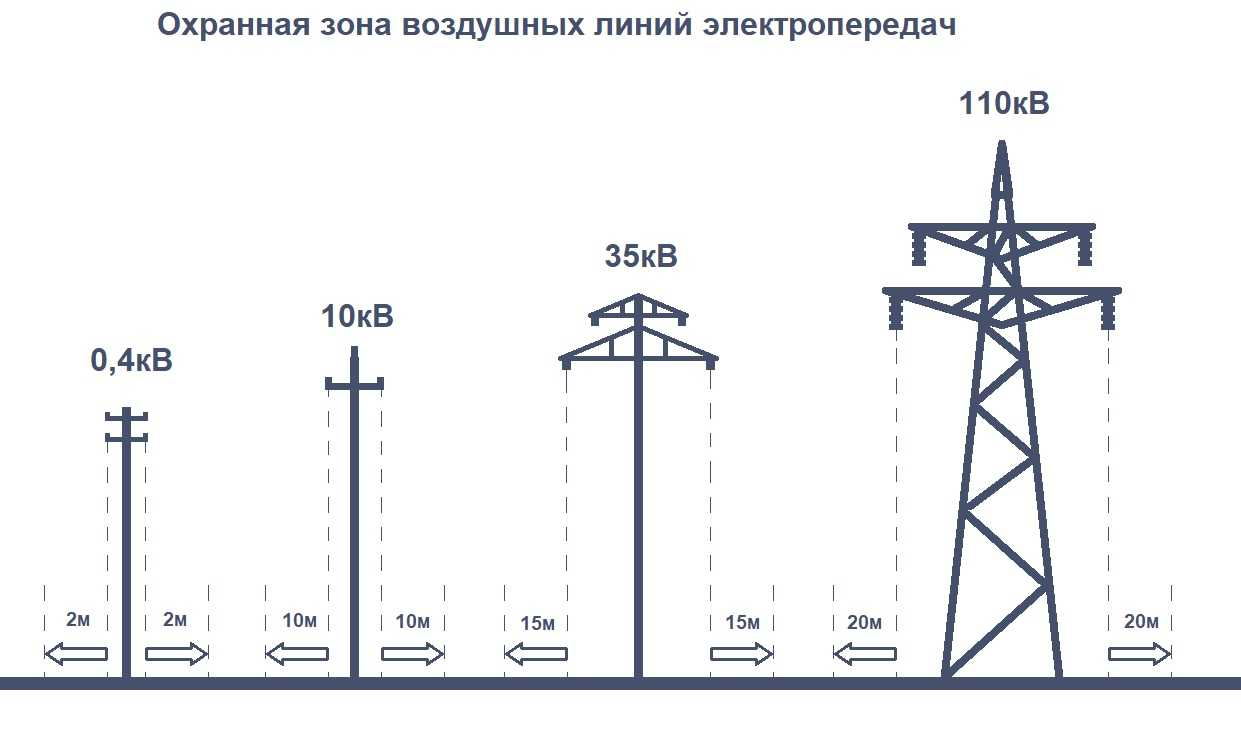 Охранная зона воздушных линий электропередач
110кВ
35кВ
10кВ
0,4кВ
2м
2м
10м
10м
15м
15м
20м
20м